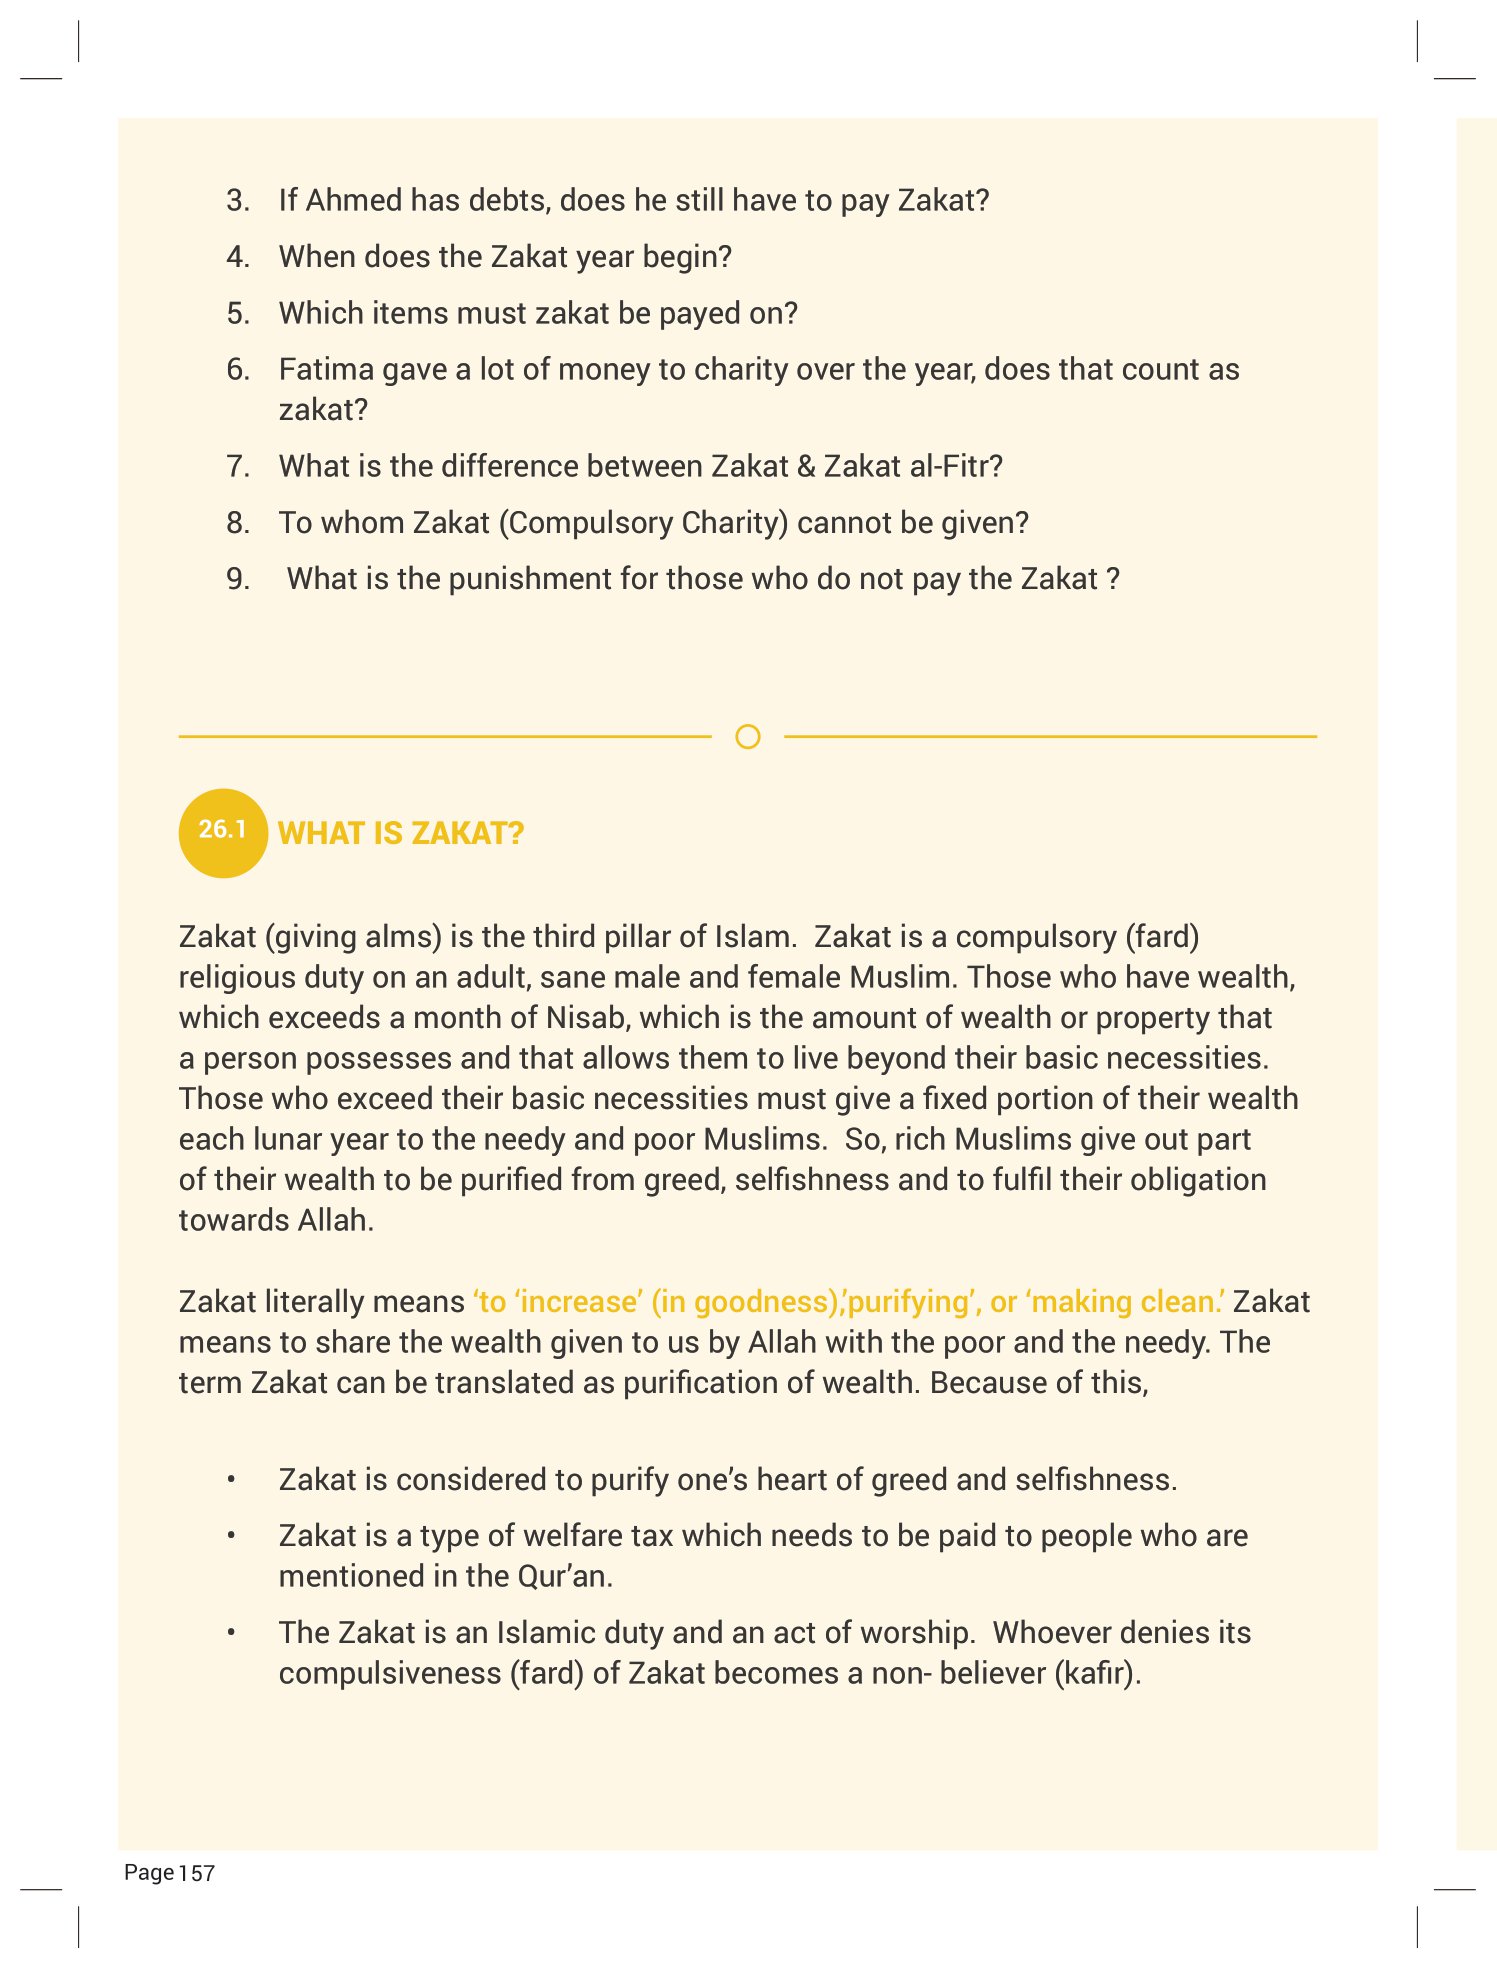 3. If Ahmed has debts, does he still have to pay Zakat?
4. When does the Zakat year begin?
5. Which items must zakat be payed on?
6. Fatima gave a lot of money to charity over the year, does that count as
zakat?
7. What is the difference between Zakat & Zakat al-Fitr?
8. To whom Zakat (Compulsory Charity) cannot be given?
9. What is the punishment for those who do not pay the Zakat ?
26.1 WHAT IS ZAKAT?
Zakat (giving alms) is the third pillar of Islam. Zakat is a compulsory (fard)
religious duty on an adult, sane male and female Muslim. Those who have wealth,
which exceeds a month of Nisab, which is the amount of wealth or property that
a person possesses and that allows them to live beyond their basic necessities.
Those who exceed their basic necessities must give a fixed portion of their wealth
each lunar year to the needy and poor Muslims. So, rich Muslims give out part
of their wealth to be purified from greed, selfishness and to fulfil their obligation
towards Allah.
Zakat literally means ‘to ‘increase’ (in goodness),’purifying’, or ‘making clean.’ Zakat
means to share the wealth given to us by Allah with the poor and the needy. The
term Zakat can be translated as purification of wealth. Because of this,
• Zakat is considered to purify one’s heart of greed and selfishness.
• Zakat is a type of welfare tax which needs to be paid to people who are
mentioned in the Qur’an.
• The Zakat is an Islamic duty and an act of worship. Whoever denies its
compulsiveness (fard) of Zakat becomes a non- believer (kafir).
Page 157